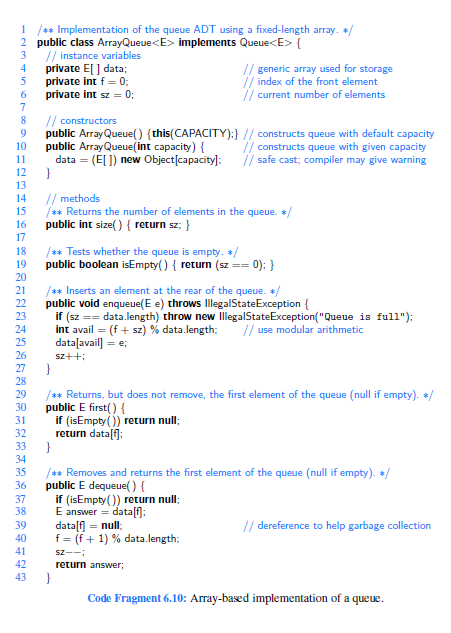 1 /** Implementation of the queue ADT using a fixed-length array. */
2 public class ArrayQueue<E> implements Queue<E> {
3 // instance variables
4 private E[ ] data; // generic array used for storage
5 private int f = 0; // index of the front element
6 private int sz = 0; // current number of elements
7
8 // constructors
9 public ArrayQueue() {this(CAPACITY);} // constructs queue with default capacity
10 public ArrayQueue(int capacity) { // constructs queue with given capacity
11 data = (E[ ]) new Object[capacity]; // safe cast; compiler may give warning
12 }
13
14 // methods
15 /** Returns the number of elements in the queue. */
16 public int size() { return sz; }
17
18 /** Tests whether the queue is empty. */
19 public boolean isEmpty() { return (sz == 0); }
20
21 /** Inserts an element at the rear of the queue. */
22 public void enqueue(E e) throws IllegalStateException {
23 if (sz == data.length) throw new IllegalStateException("Queue is full");
24 int avail = (f + sz) % data.length; // use modular arithmetic
25 data[avail] = e;
26 sz++;
27 }
28
29 /** Returns, but does not remove, the first element of the queue (null if empty). */
30 public E first() {
31 if (isEmpty()) return null;
32 return data[f];
33 }
34
35 /** Removes and returns the first element of the queue (null if empty). */
36 public E dequeue() {
37 if (isEmpty()) return null;
38 E answer = data[f];
39 data[f] = null; // dereference to help garbage collection
40 f = (f + 1) % data.length;
41 sz−−;
42 return answer;
43 }
Code Fragment 6.10: Array-based implementation of a queue.